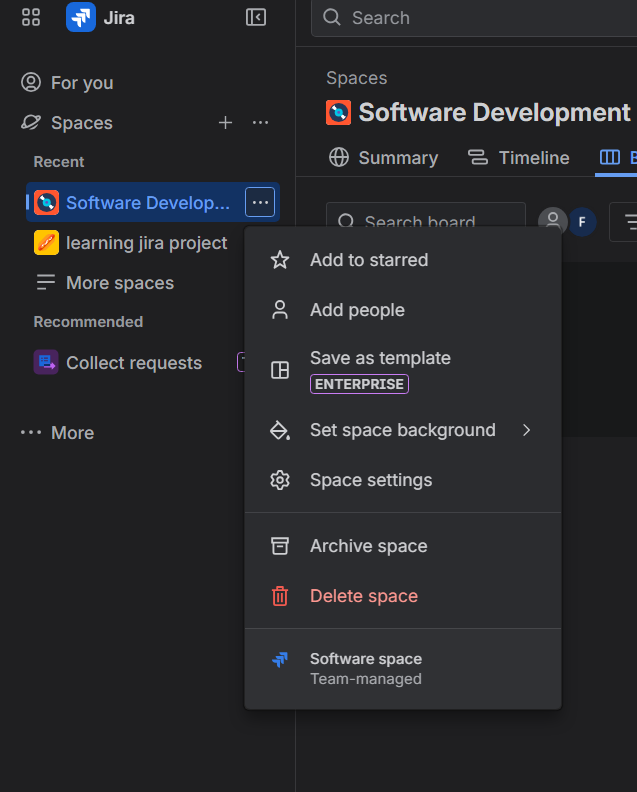 Jira
Search
For you
Spaces
Recent
Software Develop...
learning jira project
More spaces
Recommended
Collect requests
More
Spaces
Software Development
Summary
Timeline
Search board
F
Add to starred
Add people
Save as template
ENTERPRISE
Set space background
Space settings
Archive space
Delete space
Software space
Team-managed